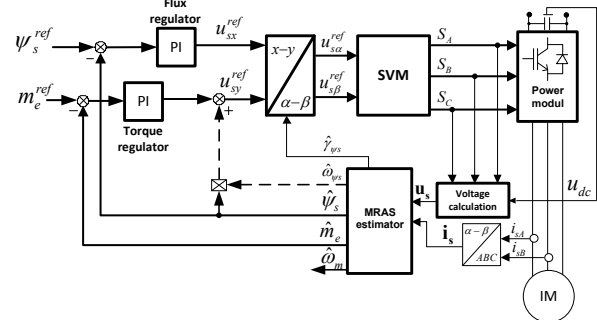 Flux
regulator
ψ_s^ref
PI
u_sx^ref
x−y
α−β
u_sα^ref
u_sβ^ref
SVM
S_A
S_B
S_C
Power
modul
m_e^ref
PI
u_sy^ref
Torque
regulator
−
−
+
γ̂_ψs
ω̂_ψs
ψ̂_s
m̂_e
ω̂_m
MRAS
estimator
u_s
i_s
Voltage
calculation
u_dc
α−β
ABC
i_sA
i_sB
IM